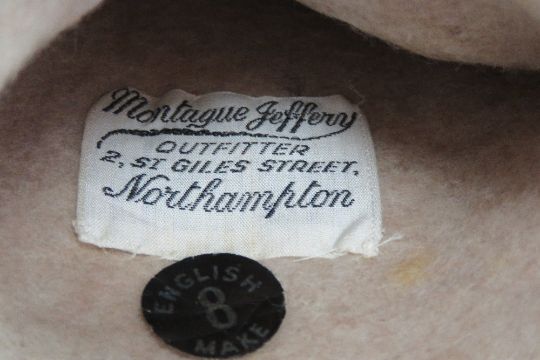 Montague Jeffery
OUTFITTER
2, ST GILES STREET,
Northampton
ENGLISH
8
MAKE